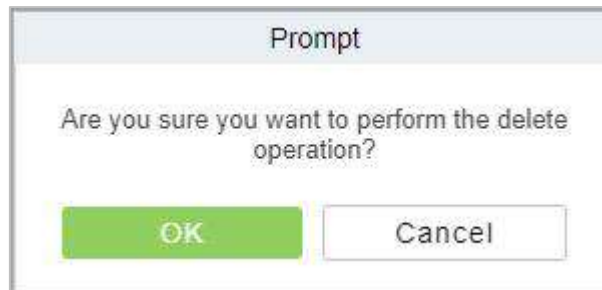 Prompt
Are you sure you want to perform the delete
operation?
OK
Cancel